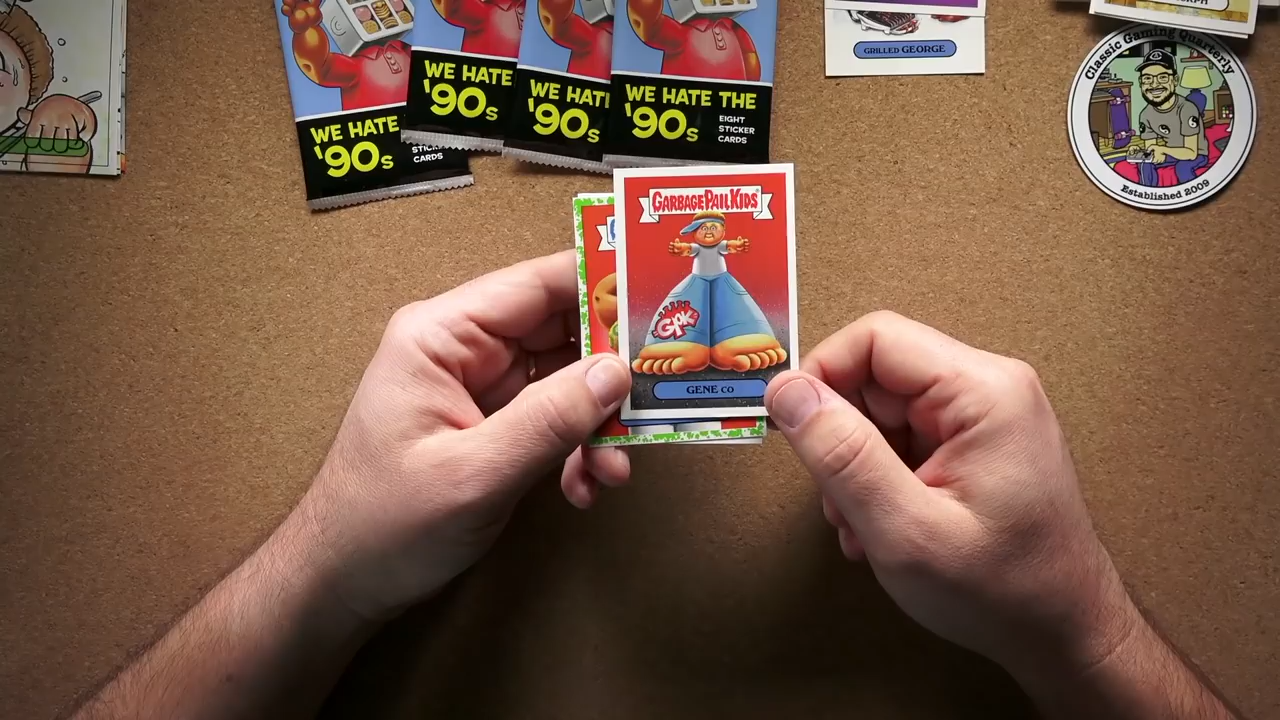 WE HATE
'90s
STICKER
CARDS
WE HATE
'90s
WE HAT
'90s
WE HATE THE
'90s
EIGHT
STICKER
CARDS
GRILLED GEORGE
Classic Gaming Quarterly
Established 2009
GARBAGE PAIL KIDS
GPK
GENE CO